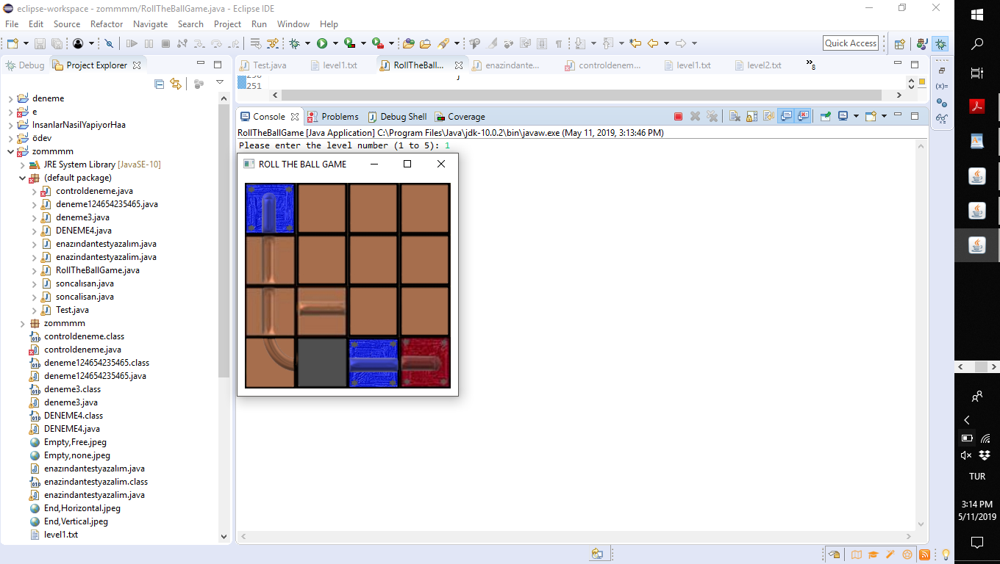 eclipse-workspace - zommmm/RollTheBallGame.java - Eclipse IDE
File Edit Source Refactor Navigate Search Project Run Window Help
Quick Access
Debug Project Explorer
Test.java level1.txt RollTheBall... enazindante... controldenem... level1.txt level2.txt »8
251
Console Problems Debug Shell Coverage
RollTheBallGame [Java Application] C:\Program Files\Java\jdk-10.0.2\bin\javaw.exe (May 11, 2019, 3:13:46 PM)
Please enter the level number (1 to 5): 1
ROLL THE BALL GAME
deneme
e
InsanlarNasilYapiyorHaa
ödev
zommmm
JRE System Library [JavaSE-10]
(default package)
controldeneme.java
deneme124654235465.java
deneme3.java
DENEME4.java
enazından​testyazalım.java
enazindantestyazalim.java
RollTheBallGame.java
soncalısan.java
soncalisan.java
Test.java
zommmm
controldeneme.class
controldeneme.java
deneme124654235465.class
deneme124654235465.java
deneme3.class
deneme3.java
DENEME4.class
DENEME4.java
Empty,Free.jpeg
Empty,none.jpeg
enazındantestyazalım.java
enazindantestyazalim.class
enazindantestyazalim.java
End,Horizontal.jpeg
End,Vertical.jpeg
level1.txt
(x)=
TUR
3:14 PM
5/11/2019